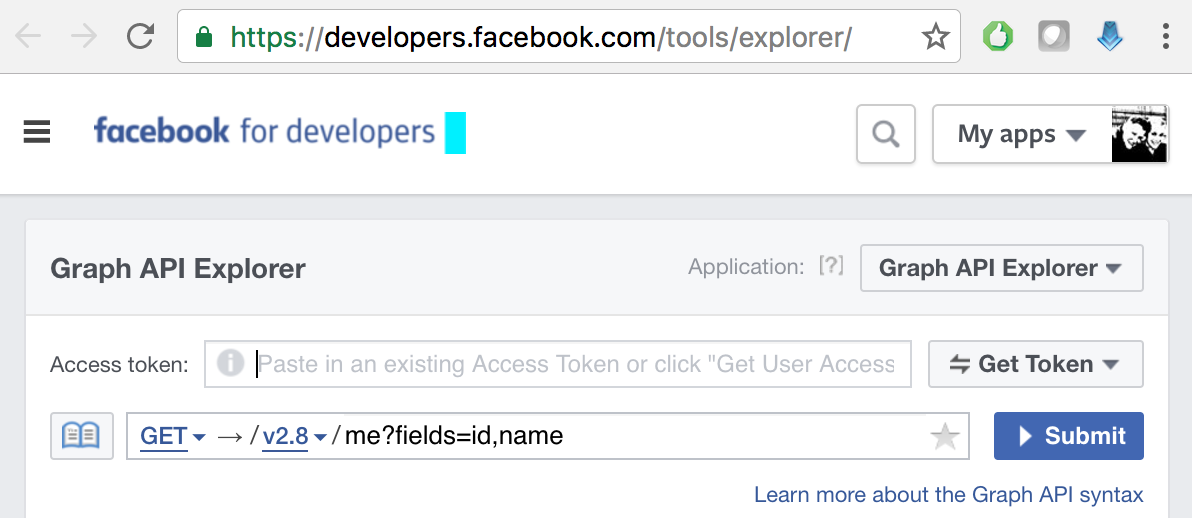 https://developers.facebook.com/tools/explorer/
facebook for developers
My apps
Graph API Explorer
Application: [?]
Graph API Explorer
Access token:
Paste in an existing Access Token or click "Get User Access
Get Token
GET → / v2.8 / me?fields=id,name
Submit
Learn more about the Graph API syntax